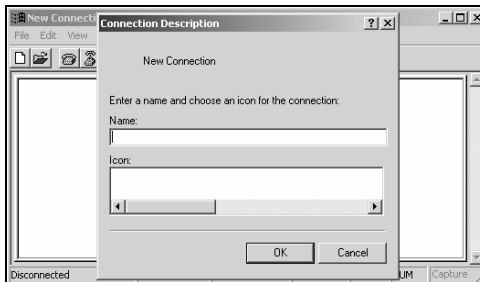 New Connecti
Connection Description
File Edit View
New Connection
Enter a name and choose an icon for the connection:
Name:
Icon:
OK Cancel
Disconnected
UM
Capture